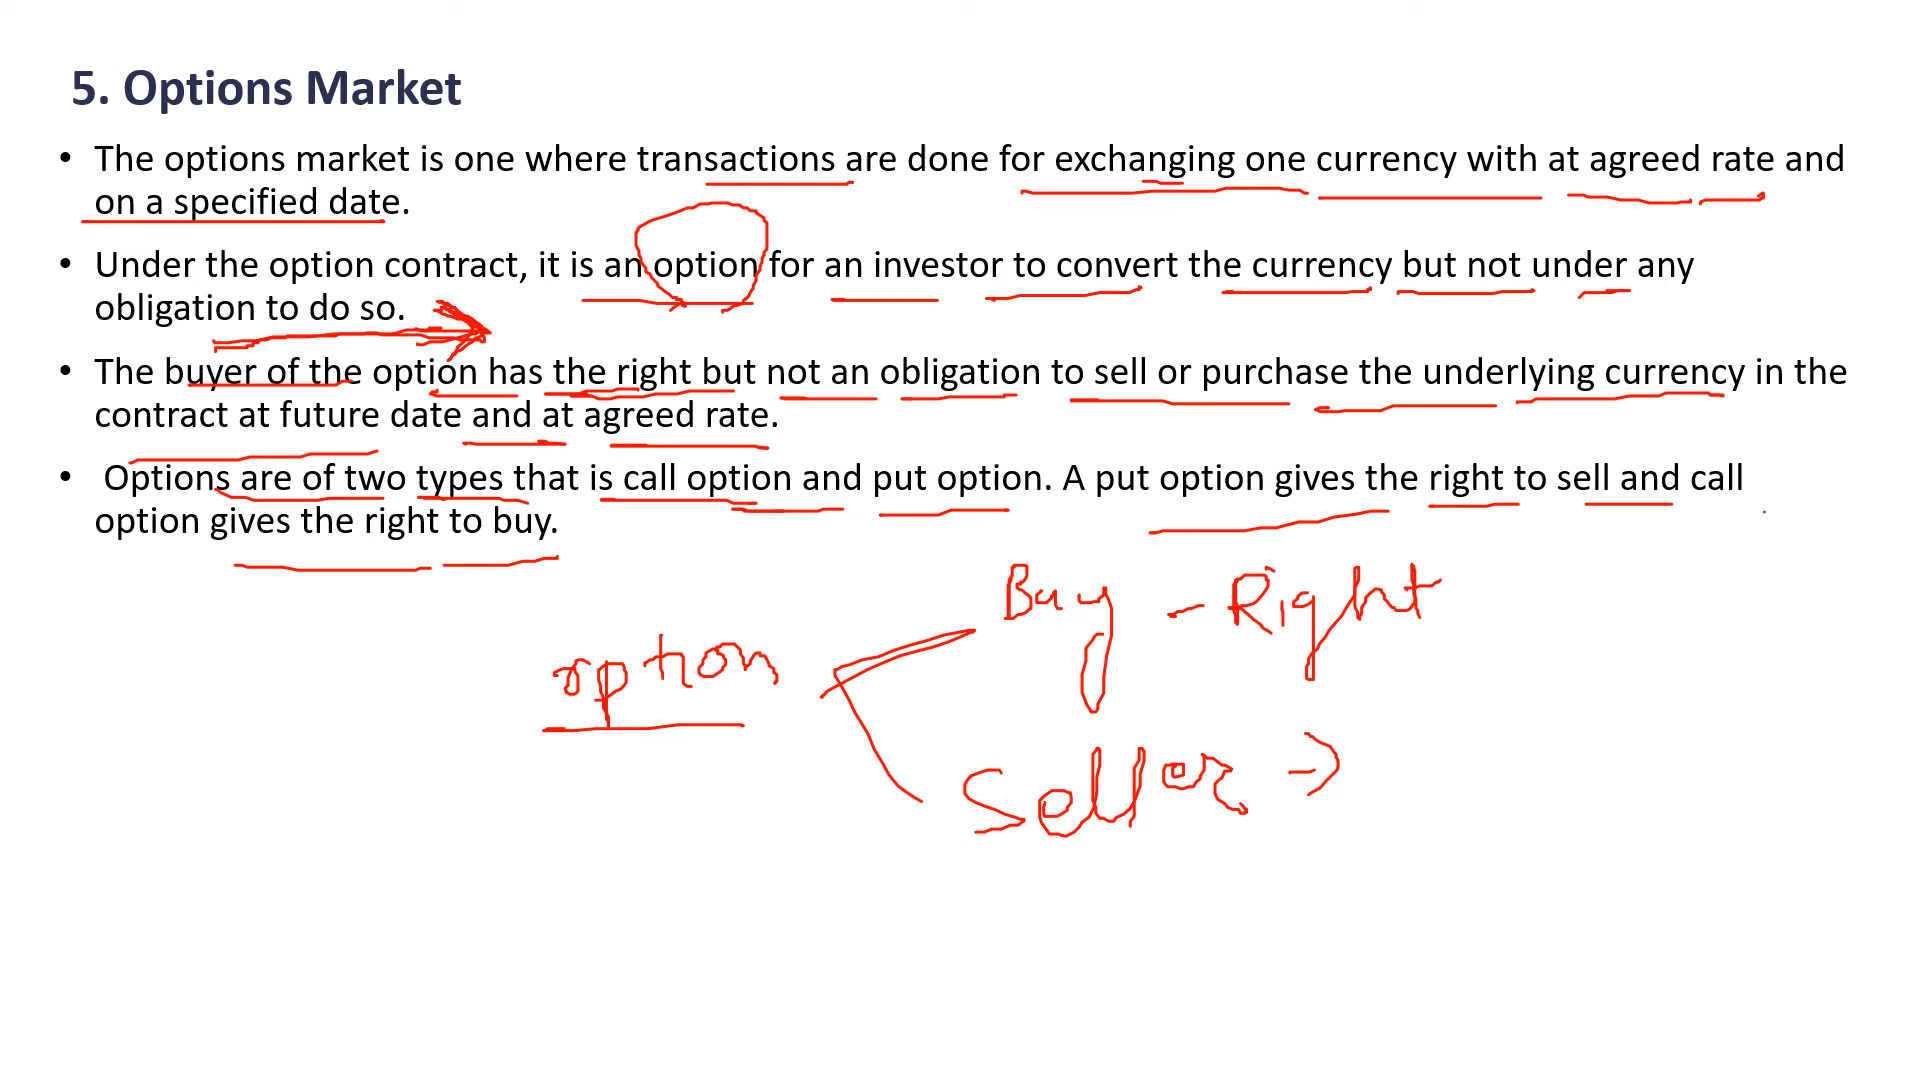 5. Options Market
• The options market is one where transactions are done for exchanging one currency with at agreed rate and
on a specified date.
• Under the option contract, it is an option for an investor to convert the currency but not under any
obligation to do so.
• The buyer of the option has the right but not an obligation to sell or purchase the underlying currency in the
contract at future date and at agreed rate.
• Options are of two types that is call option and put option. A put option gives the right to sell and call
option gives the right to buy.
Buy - Right
option
Seller →